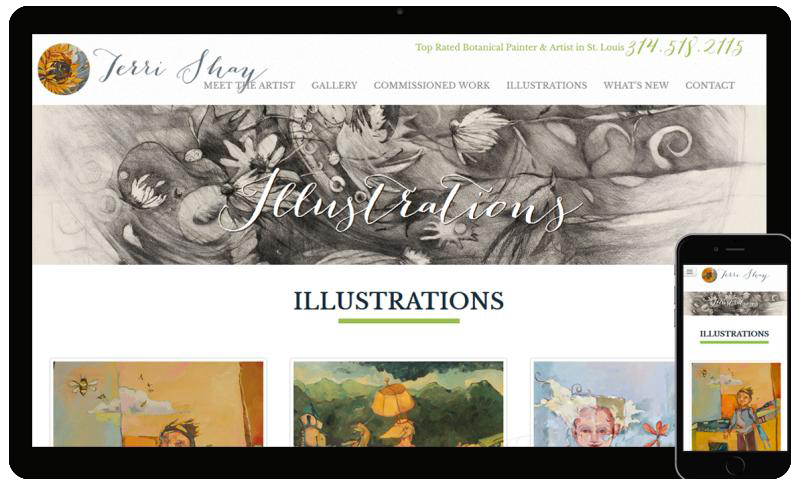 Top Rated Botanical Painter & Artist in St. Louis 314.518.2115
Terri Shay
MEET THE ARTIST GALLERY COMMISSIONED WORK ILLUSTRATIONS WHAT'S NEW CONTACT
Illustrations
ILLUSTRATIONS
Terri Shay
Illustrations
ILLUSTRATIONS